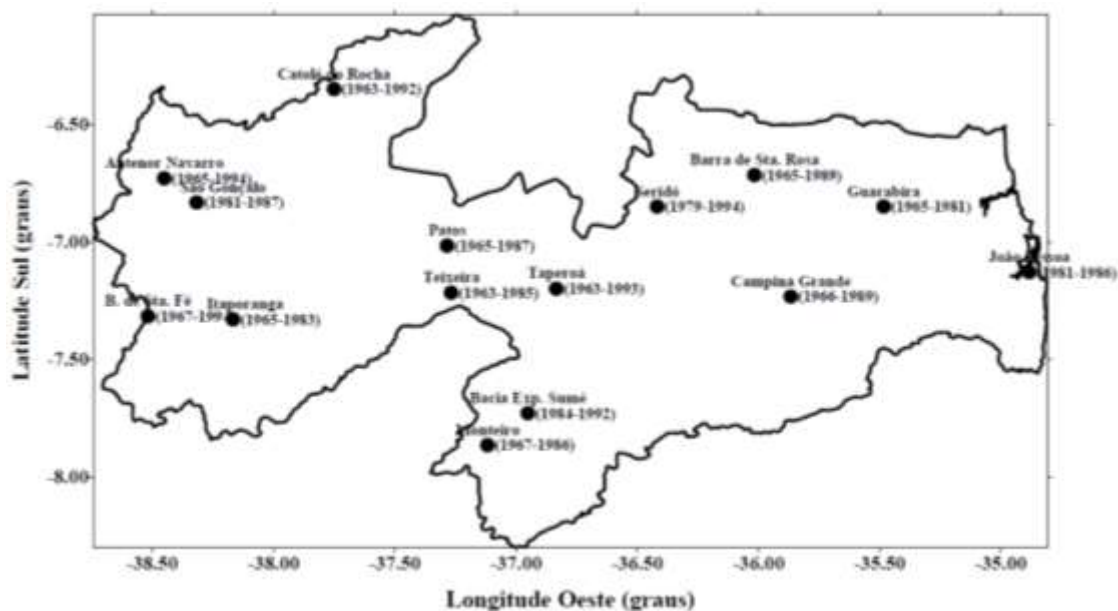 Catolé do Rocha
(1963-1992)
-6.50
Antenor Navarro
(1965-1994)
São Gonçalo
(1981-1987)
Barra de Sta. Rosa
(1965-1989)
Seridó
(1979-1994)
Guarabira
(1965-1981)
-7.00
Patos
(1965-1987)
João Pessoa
(1981-1986)
Teixeira
(1963-1985)
Taperoá
(1963-1993)
Campina Grande
(1966-1989)
B. de Sta. Fé
(1967-199
Itaporanga
(1965-1983)
-7.50
Bacia Exp. Sumé
(1984-1992)
Monteiro
(1967-1986)
-8.00
Latitude Sul (graus)
-38.50 -38.00 -37.50 -37.00 -36.50 -36.00 -35.50 -35.00
Longitude Oeste (graus)